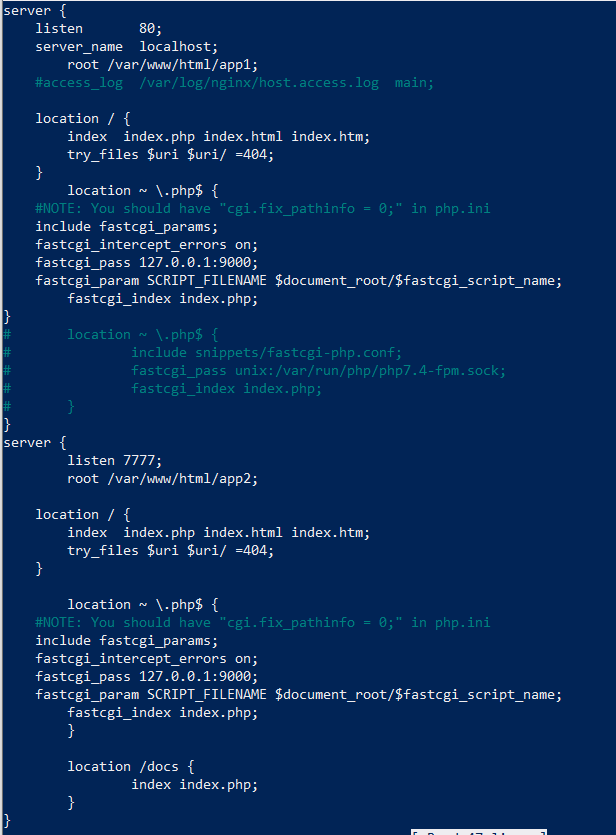 server {
    listen       80;
    server_name  localhost;
        root /var/www/html/app1;
    #access_log  /var/log/nginx/host.access.log  main;

    location / {
        index  index.php index.html index.htm;
        try_files $uri $uri/ =404;
    }
        location ~ \.php$ {
    #NOTE: You should have "cgi.fix_pathinfo = 0;" in php.ini
    include fastcgi_params;
    fastcgi_intercept_errors on;
    fastcgi_pass 127.0.0.1:9000;
    fastcgi_param SCRIPT_FILENAME $document_root/$fastcgi_script_name;
        fastcgi_index index.php;
}
#       location ~ \.php$ {
#               include snippets/fastcgi-php.conf;
#               fastcgi_pass unix:/var/run/php/php7.4-fpm.sock;
#               fastcgi_index index.php;
#       }
}
server {
        listen 7777;
        root /var/www/html/app2;

    location / {
        index  index.php index.html index.htm;
        try_files $uri $uri/ =404;
    }

        location ~ \.php$ {
    #NOTE: You should have "cgi.fix_pathinfo = 0;" in php.ini
    include fastcgi_params;
    fastcgi_intercept_errors on;
    fastcgi_pass 127.0.0.1:9000;
    fastcgi_param SCRIPT_FILENAME $document_root/$fastcgi_script_name;
        fastcgi_index index.php;
        }

        location /docs {
                index index.php;
        }
}